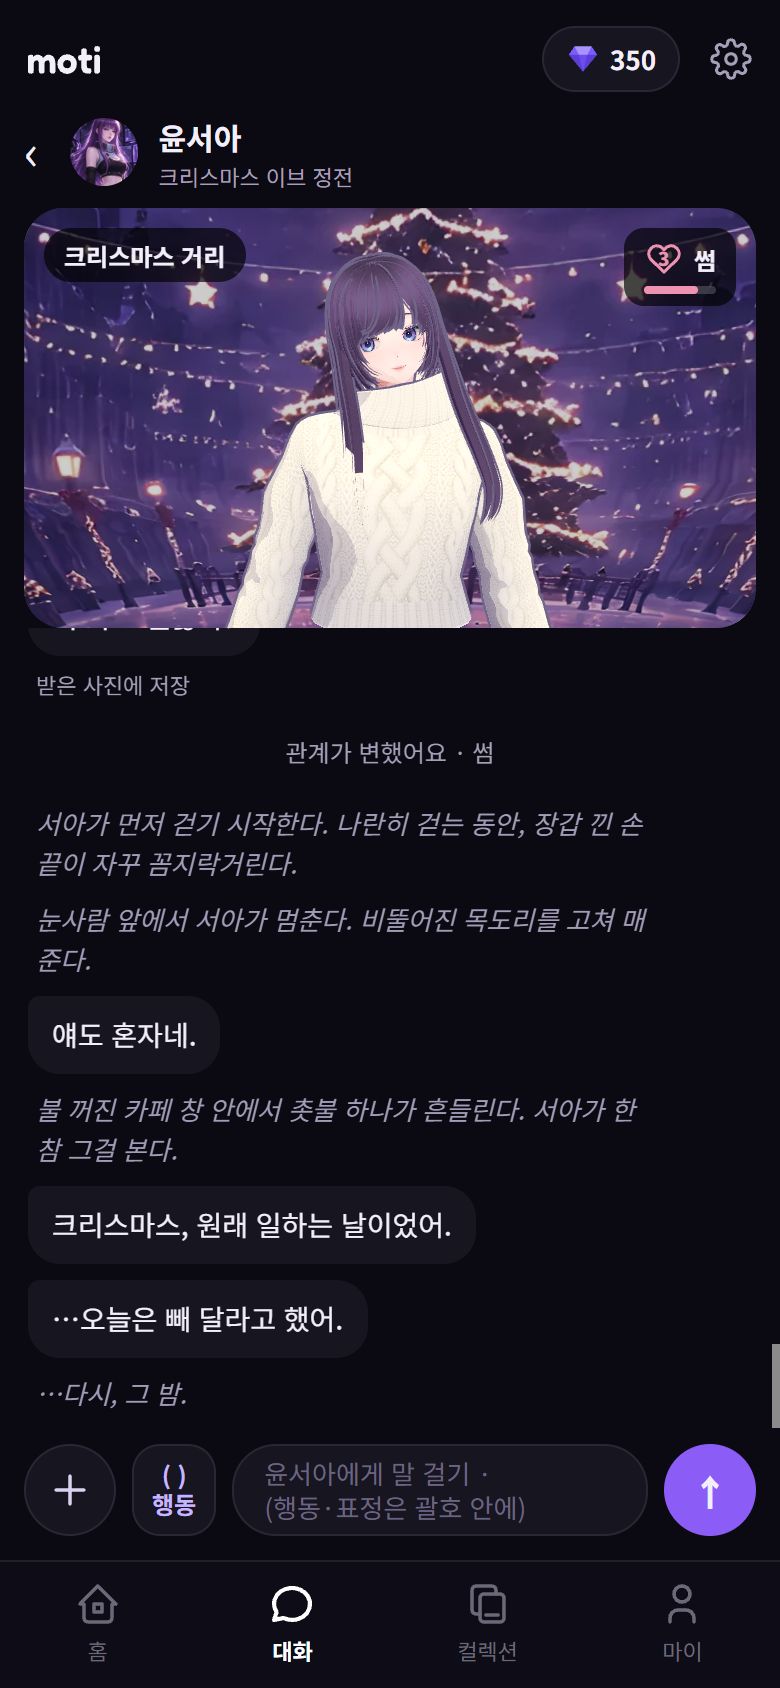 moti
350
윤서아
크리스마스 이브 정전
크리스마스 거리
3 썸
받은 사진에 저장
관계가 변했어요 · 썸
서아가 먼저 걷기 시작한다. 나란히 걷는 동안, 장갑 낀 손
끝이 자꾸 꼼지락거린다.
눈사람 앞에서 서아가 멈춘다. 비뚤어진 목도리를 고쳐 매
준다.
얘도 혼자네.
불 꺼진 카페 창 안에서 촛불 하나가 흔들린다. 서아가 한
참 그걸 본다.
크리스마스, 원래 일하는 날이었어.
…오늘은 빼 달라고 했어.
…다시, 그 밤.
( )
행동
윤서아에게 말 걸기 ·
(행동·표정은 괄호 안에)
홈
대화
컬렉션
마이